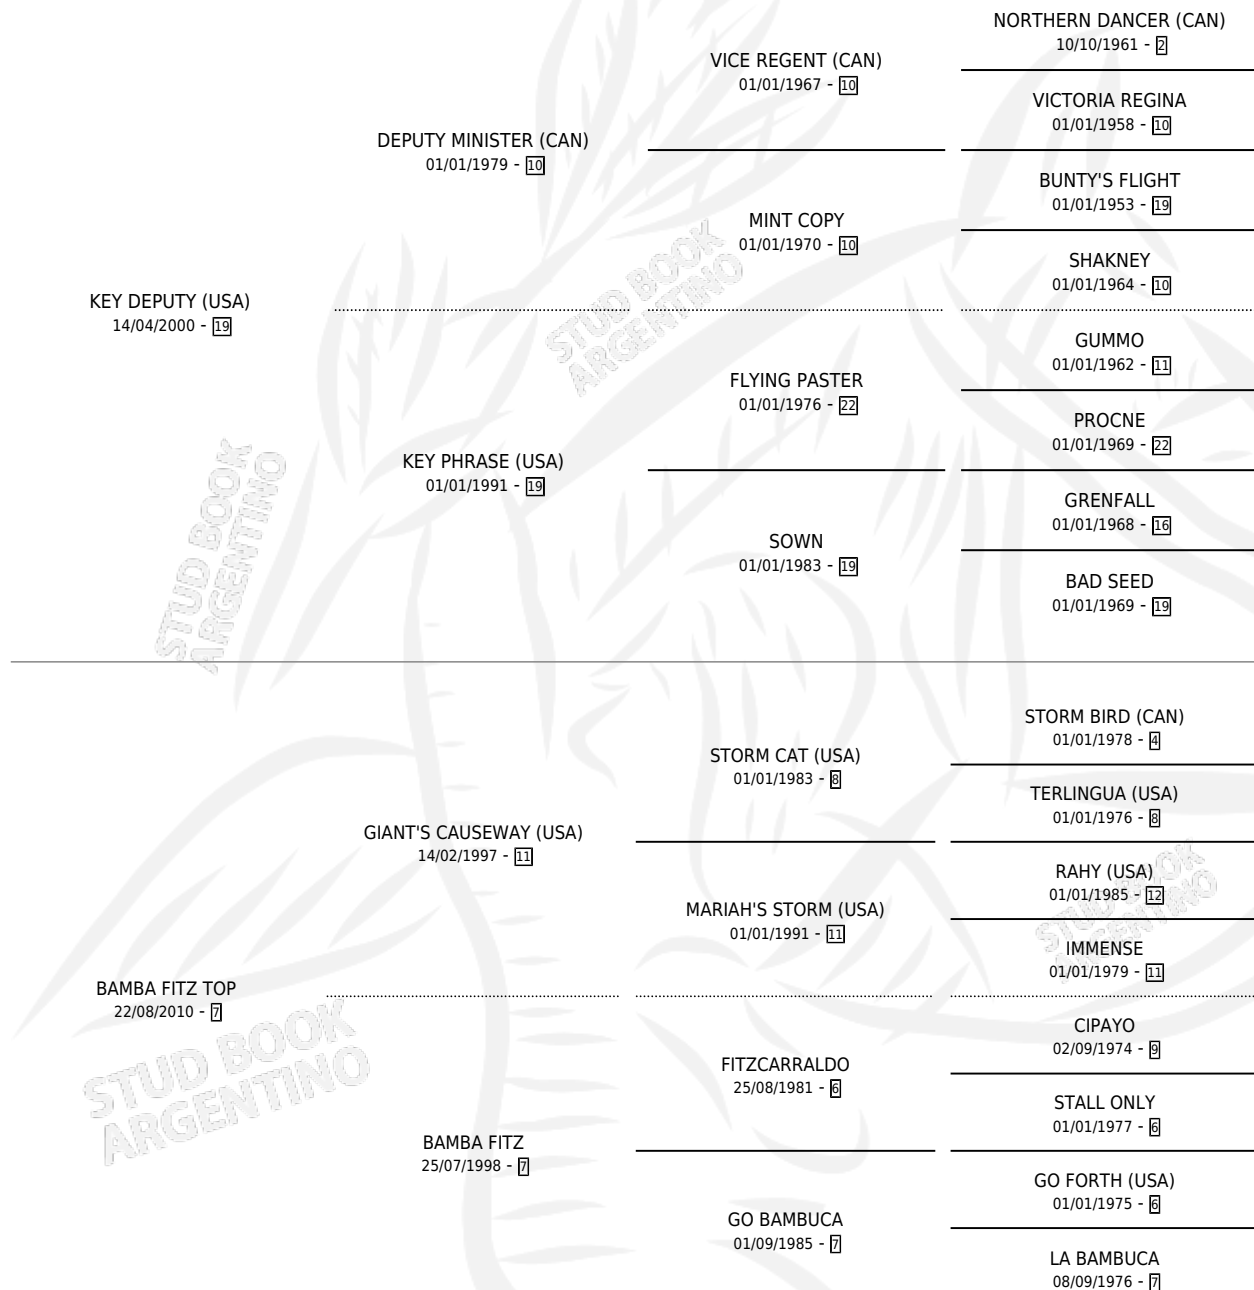 NORTHERN DANCER (CAN)
10/10/1961 - 2
VICE REGENT (CAN)
01/01/1967 - 10
VICTORIA REGINA
01/01/1958 - 10
DEPUTY MINISTER (CAN)
01/01/1979 - 10
BUNTY'S FLIGHT
01/01/1953 - 19
MINT COPY
01/01/1970 - 10
SHAKNEY
01/01/1964 - 10
KEY DEPUTY (USA)
14/04/2000 - 19
GUMMO
01/01/1962 - 11
FLYING PASTER
01/01/1976 - 22
PROCNE
01/01/1969 - 22
KEY PHRASE (USA)
01/01/1991 - 19
GRENFALL
01/01/1968 - 16
SOWN
01/01/1983 - 19
BAD SEED
01/01/1969 - 19
STORM BIRD (CAN)
01/01/1978 - 4
STORM CAT (USA)
01/01/1983 - 8
TERLINGUA (USA)
01/01/1976 - 8
GIANT'S CAUSEWAY (USA)
14/02/1997 - 11
RAHY (USA)
01/01/1985 - 12
MARIAH'S STORM (USA)
01/01/1991 - 11
IMMENSE
01/01/1979 - 11
BAMBA FITZ TOP
22/08/2010 - 7
CIPAYO
02/09/1974 - 9
FITZCARRALDO
25/08/1981 - 6
STALL ONLY
01/01/1977 - 6
BAMBA FITZ
25/07/1998 - 7
GO FORTH (USA)
01/01/1975 - 6
GO BAMBUCA
01/09/1985 - 7
LA BAMBUCA
08/09/1976 - 7
STUD BOOK
ARGENTINO
STUD BOOK
ARGENTINO
STUD BOOK
ARGENTINO
STUD BOOK
ARGENTINO